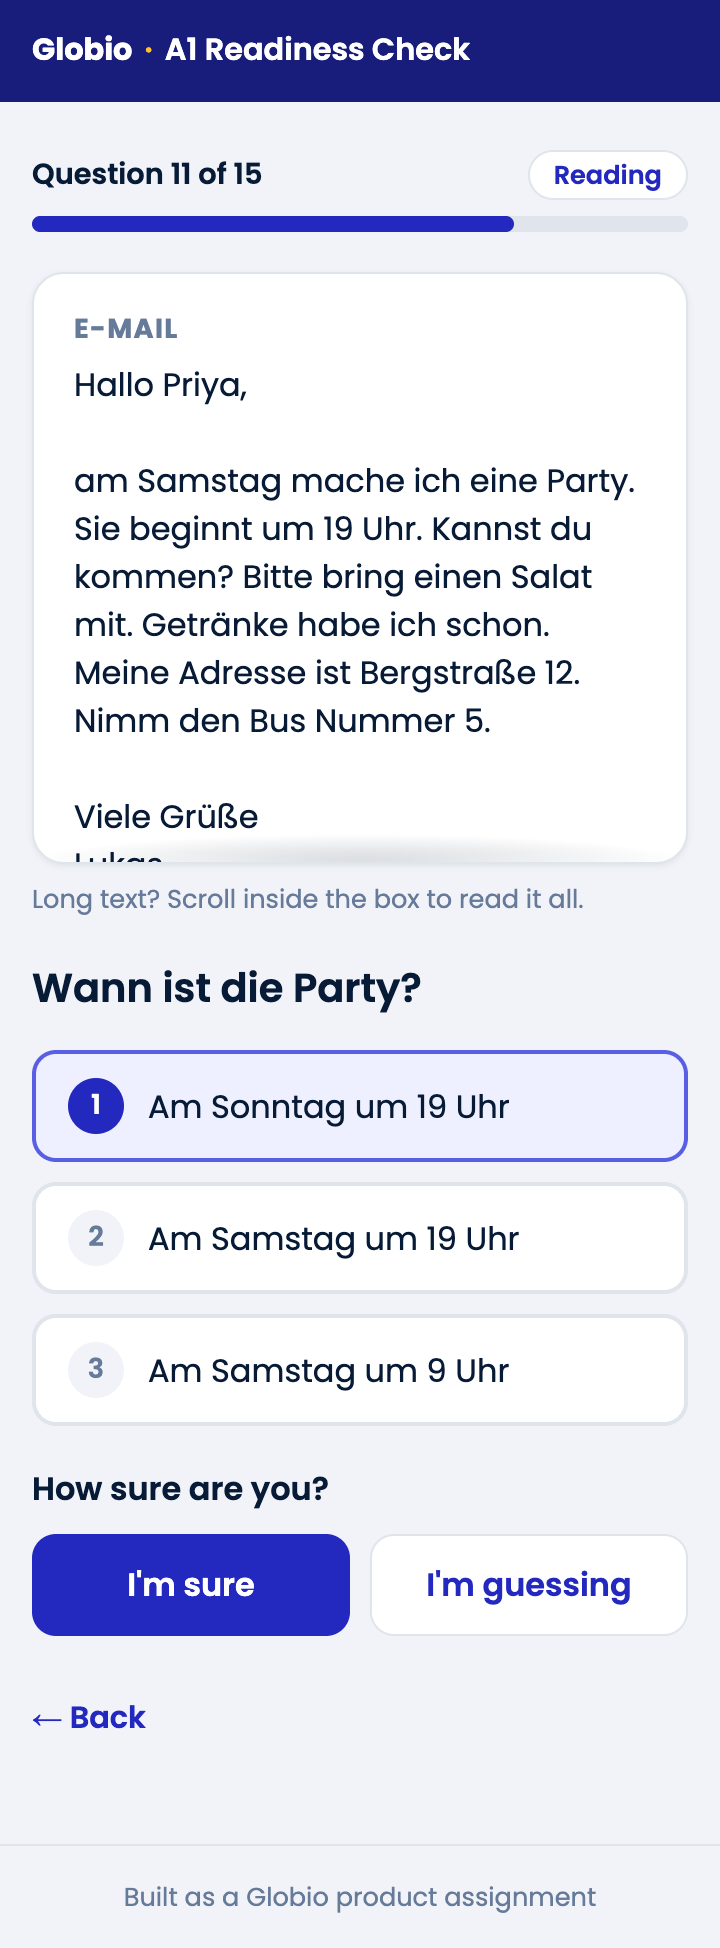 Globio · A1 Readiness Check
Question 11 of 15
Reading
E-MAIL
Hallo Priya,
am Samstag mache ich eine Party.
Sie beginnt um 19 Uhr. Kannst du
kommen? Bitte bring einen Salat
mit. Getränke habe ich schon.
Meine Adresse ist Bergstraße 12.
Nimm den Bus Nummer 5.
Viele Grüße
Lukas
Long text? Scroll inside the box to read it all.
Wann ist die Party?
1 Am Sonntag um 19 Uhr
2 Am Samstag um 19 Uhr
3 Am Samstag um 9 Uhr
How sure are you?
I'm sure
I'm guessing
← Back
Built as a Globio product assignment